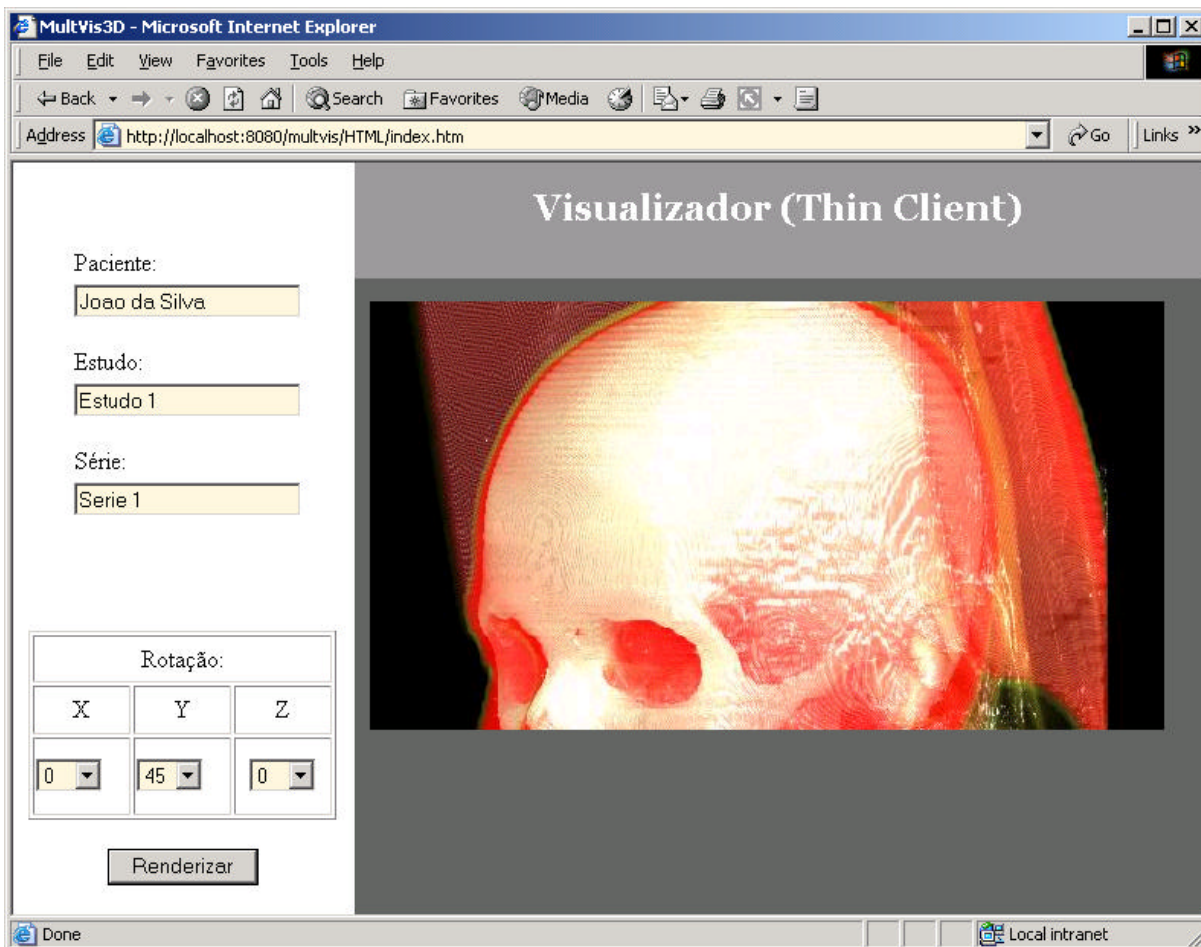 MultVis3D - Microsoft Internet Explorer
File Edit View Favorites Tools Help
Back Search Favorites Media
Address http://localhost:8080/multvis/HTML/index.htm Go Links »
Visualizador (Thin Client)
Paciente:
Joao da Silva
Estudo:
Estudo 1
Série:
Serie 1
Rotação:
X Y Z
0 45 0
Renderizar
Done Local intranet